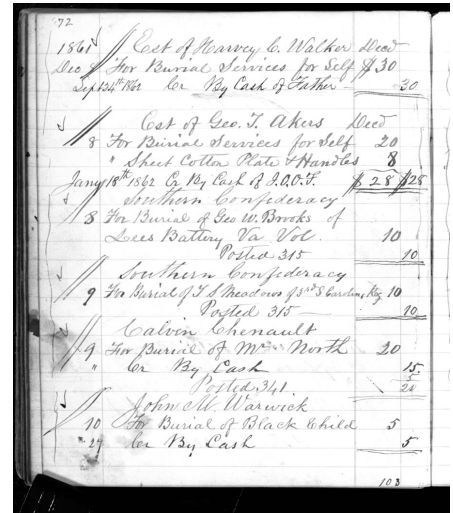 72
1861 Est of Harvey C. Walker Decd
Dec 8 For Burial Services for Self $30
Sept 24th 1862 Cr By Cash of Father 30
Est of Geo. T. Akers Decd
8 For Burial Services for Self 20
" Sheet Cotton Plate & Handles 8
Jany 18th 1862 Cr By Cash of I.O.O.F. $28 $28
Southern Confederacy
8 For Burial of Geo W. Brooks of
Lees Battery Va Vol. 10
Posted 315 10
Southern Confederacy
9 For Burial of T S Meadows of 3rd S Carolina Reg 10
Posted 315 10
Calvin Chenault
9 For Burial of Mrs North 20
" Cr By Cash 15
5
Posted 341. 20
John M. Warwick
10 For Burial of Black Child 5
" 27 Cr By Cash 5
103